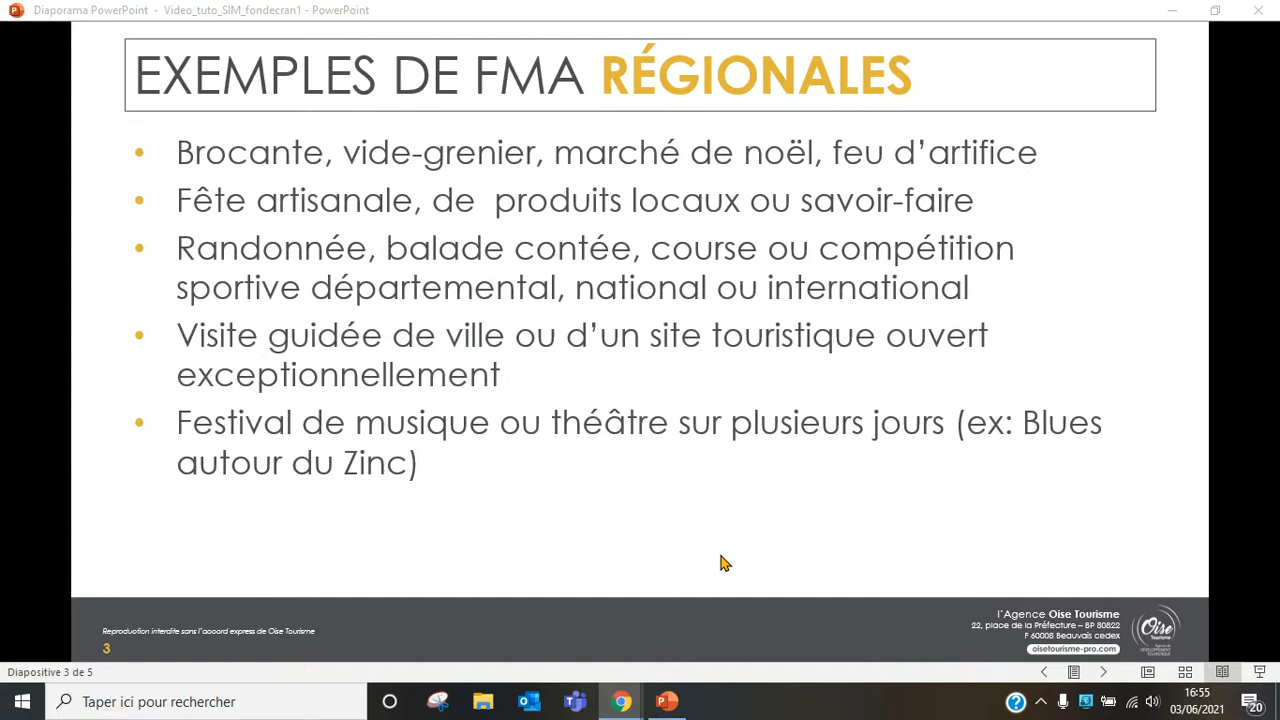 Diaporama PowerPoint - Video_tuto_SIM_fondecran1 - PowerPoint
EXEMPLES DE FMA RÉGIONALES
• Brocante, vide-grenier, marché de noël, feu d’artifice
• Fête artisanale, de  produits locaux ou savoir-faire
• Randonnée, balade contée, course ou compétition
sportive départemental, national ou international
• Visite guidée de ville ou d’un site touristique ouvert
exceptionnellement
• Festival de musique ou théâtre sur plusieurs jours (ex: Blues
autour du Zinc)
Reproduction interdite sans l’accord express de Oise Tourisme
3
l’Agence Oise Tourisme
22, place de la Préfecture – BP 80822
F 60008 Beauvais cedex
oisetourisme-pro.com
Oise
Tourisme
Diapositive 3 de 5
Taper ici pour rechercher
16:55
03/06/2021
20